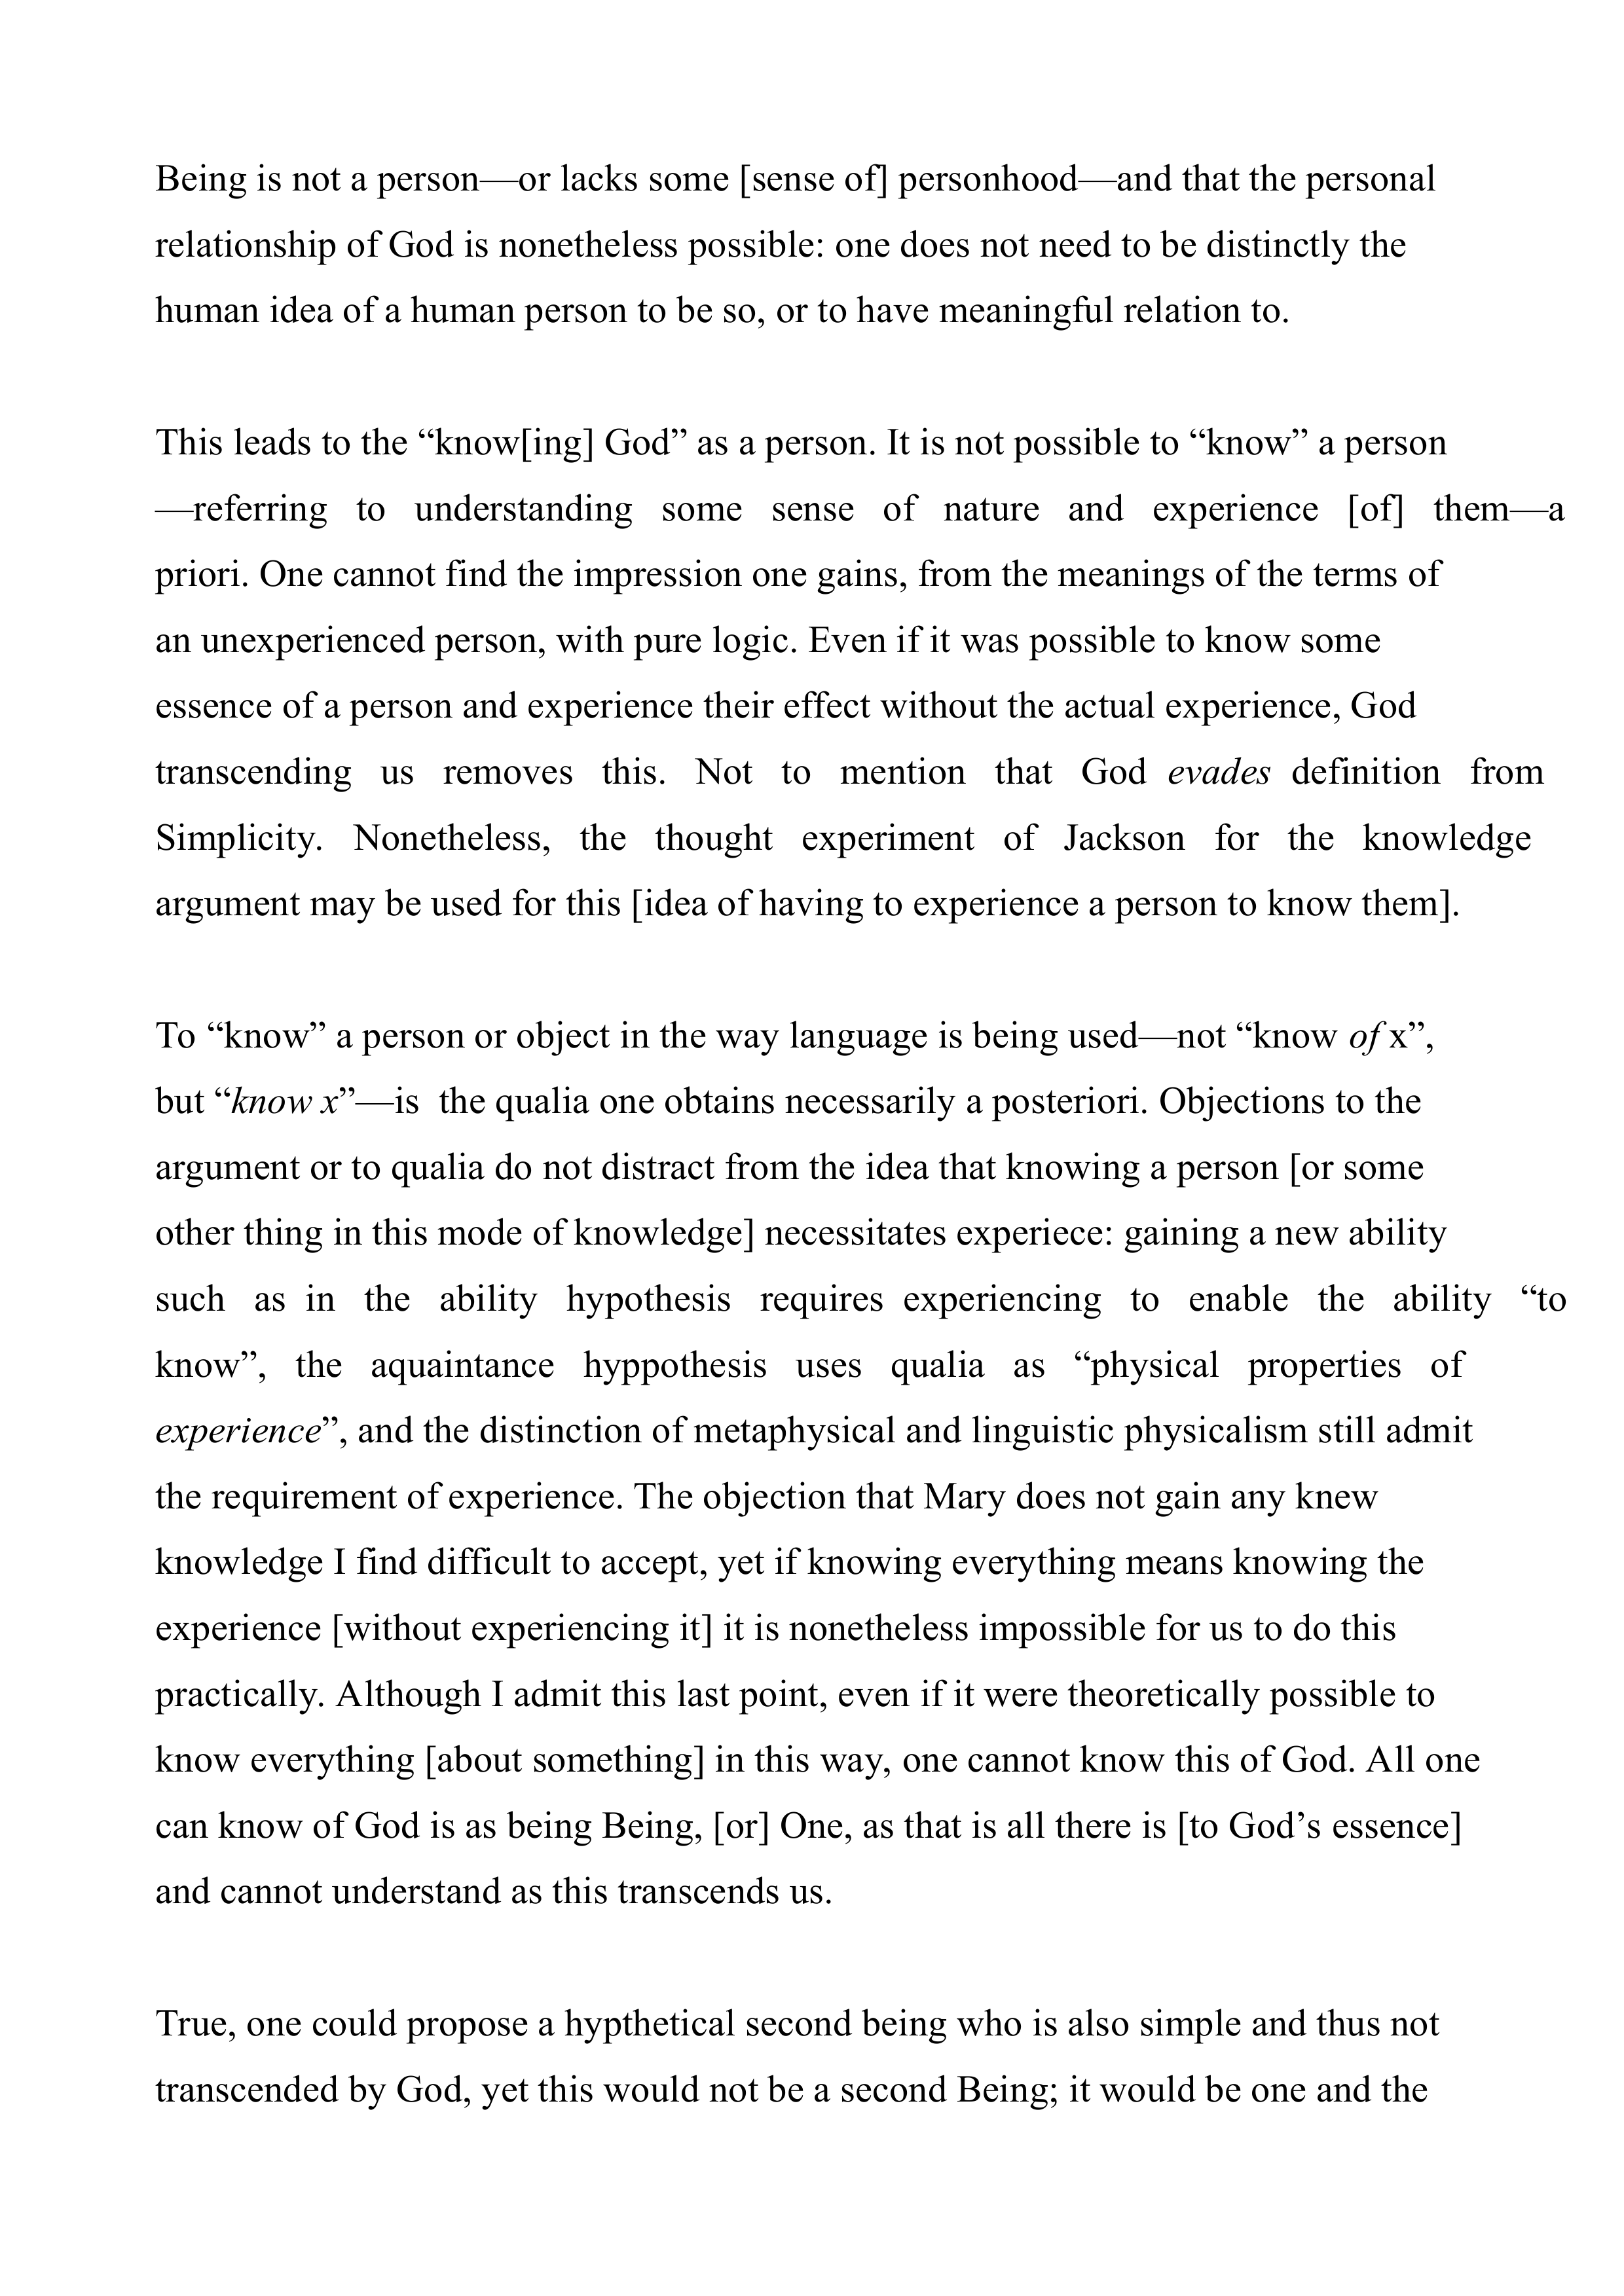 Being is not a person—or lacks some [sense of] personhood—and that the personal
relationship of God is nonetheless possible: one does not need to be distinctly the
human idea of a human person to be so, or to have meaningful relation to.
This leads to the “know[ing] God” as a person. It is not possible to “know” a person
—referring to understanding some sense of nature and experience [of] them—a
priori. One cannot find the impression one gains, from the meanings of the terms of
an unexperienced person, with pure logic. Even if it was possible to know some
essence of a person and experience their effect without the actual experience, God
transcending us removes this. Not to mention that God evades definition from
Simplicity. Nonetheless, the thought experiment of Jackson for the knowledge
argument may be used for this [idea of having to experience a person to know them].
To “know” a person or object in the way language is being used—not “know of x”,
but “know x”—is the qualia one obtains necessarily a posteriori. Objections to the
argument or to qualia do not distract from the idea that knowing a person [or some
other thing in this mode of knowledge] necessitates experiece: gaining a new ability
such as in the ability hypothesis requires experiencing to enable the ability “to
know”, the aquaintance hyppothesis uses qualia as “physical properties of
experience”, and the distinction of metaphysical and linguistic physicalism still admit
the requirement of experience. The objection that Mary does not gain any knew
knowledge I find difficult to accept, yet if knowing everything means knowing the
experience [without experiencing it] it is nonetheless impossible for us to do this
practically. Although I admit this last point, even if it were theoretically possible to
know everything [about something] in this way, one cannot know this of God. All one
can know of God is as being Being, [or] One, as that is all there is [to God’s essence]
and cannot understand as this transcends us.
True, one could propose a hypthetical second being who is also simple and thus not
transcended by God, yet this would not be a second Being; it would be one and the